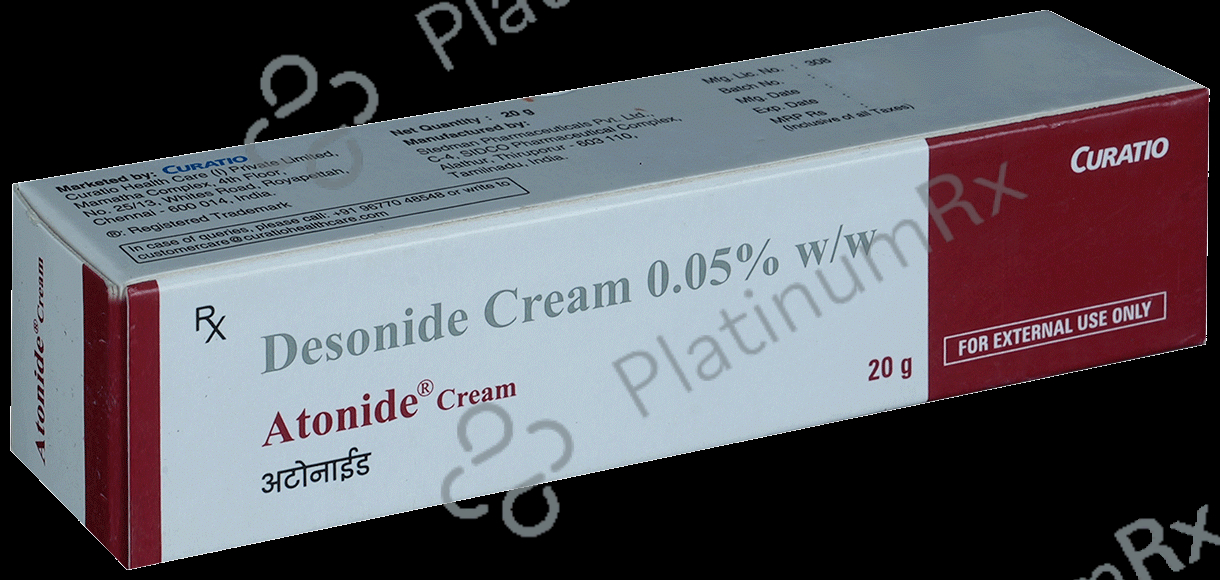 Marketed by: CURATIO
Curatio Health Care (I) Private Limited,
Mamatha Complex, 4th Floor,
No. 25/13, Whites Road, Royapettah,
Chennai - 600 014, India.
®: Registered Trademark
In case of queries, please call: +91 96770 48548 or write to
customercare@curatiohealthcare.com
Net Quantity : 20 g
Manufactured by:
Stedman Pharmaceuticals Pvt. Ltd.,
C-4, SIDCO Pharmaceutical Complex,
Alathur, Thiruporur - 603 110,
Tamilnadu, India.
Mfg. Lic. No. : 308
Batch No. :
Mfg. Date :
Exp. Date :
MRP Rs :
(Inclusive of all Taxes)
Atonide® Cream
Rx
Desonide Cream 0.05% w/w
Atonide® Cream
अटोनाईड
20 g
CURATIO
FOR EXTERNAL USE ONLY
Platinum
PlatinumRx
PlatinumRx